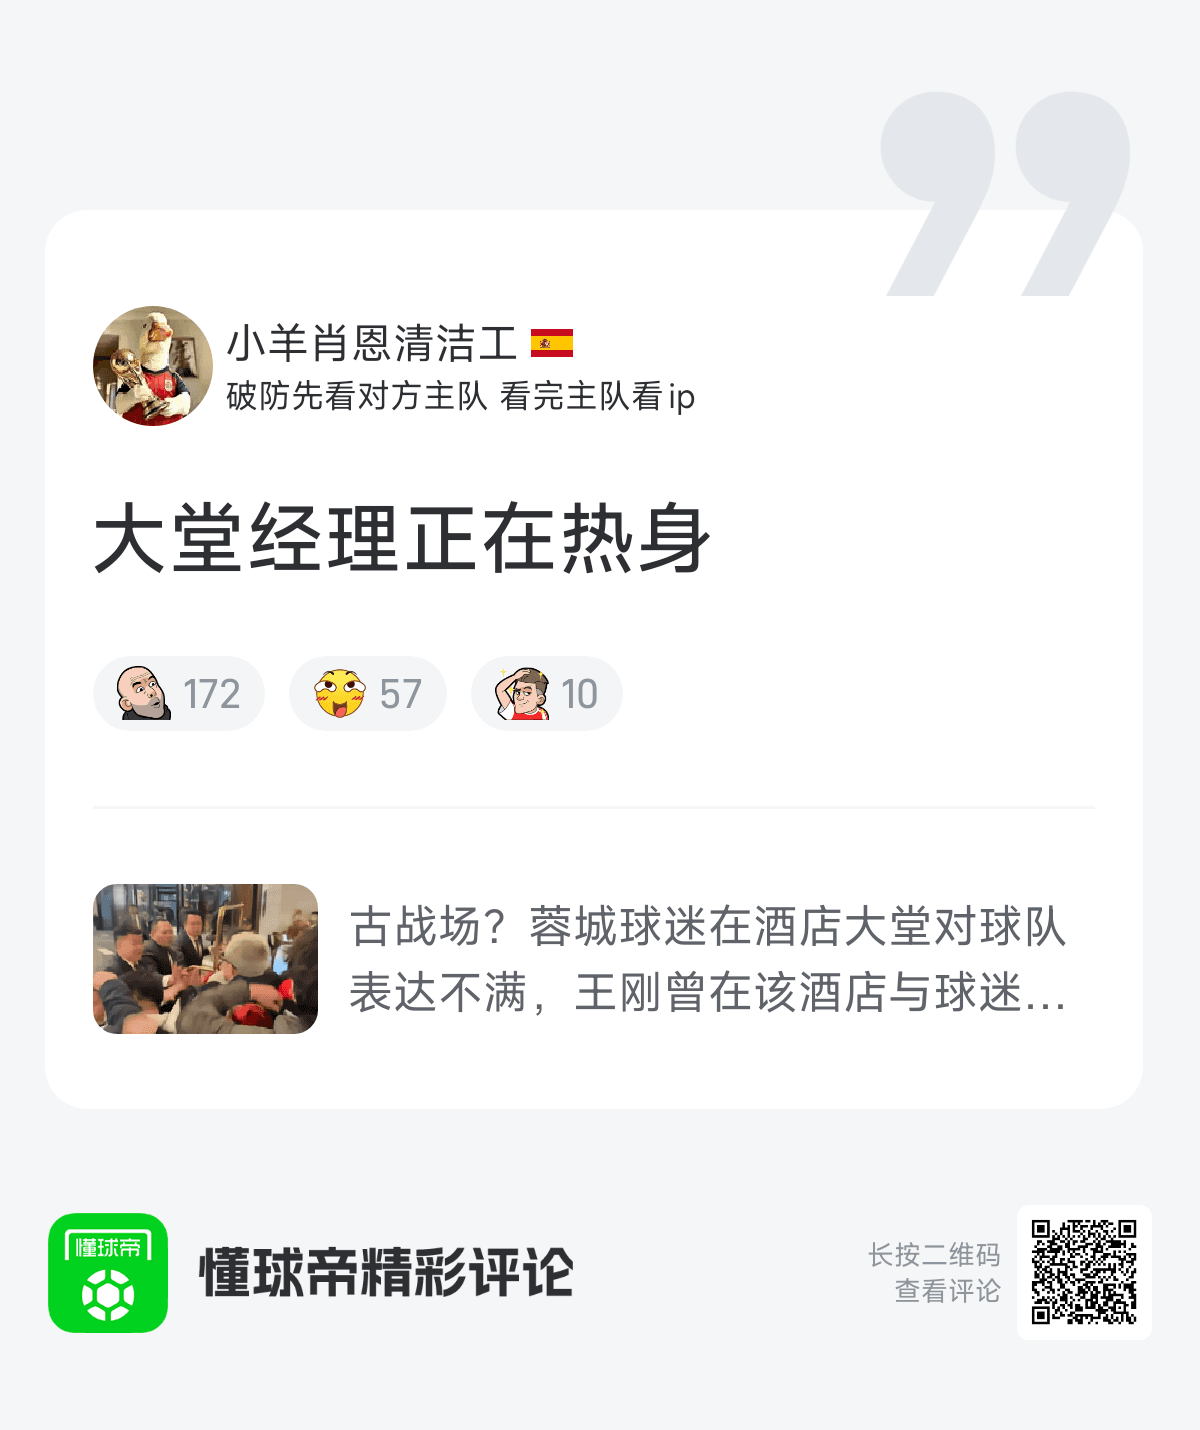 小羊肖恩清洁工
破防先看对方主队 看完主队看ip
大堂经理正在热身
172
57
10
古战场？蓉城球迷在酒店大堂对球队
表达不满，王刚曾在该酒店与球迷...
懂球帝
懂球帝精彩评论
长按二维码
查看评论